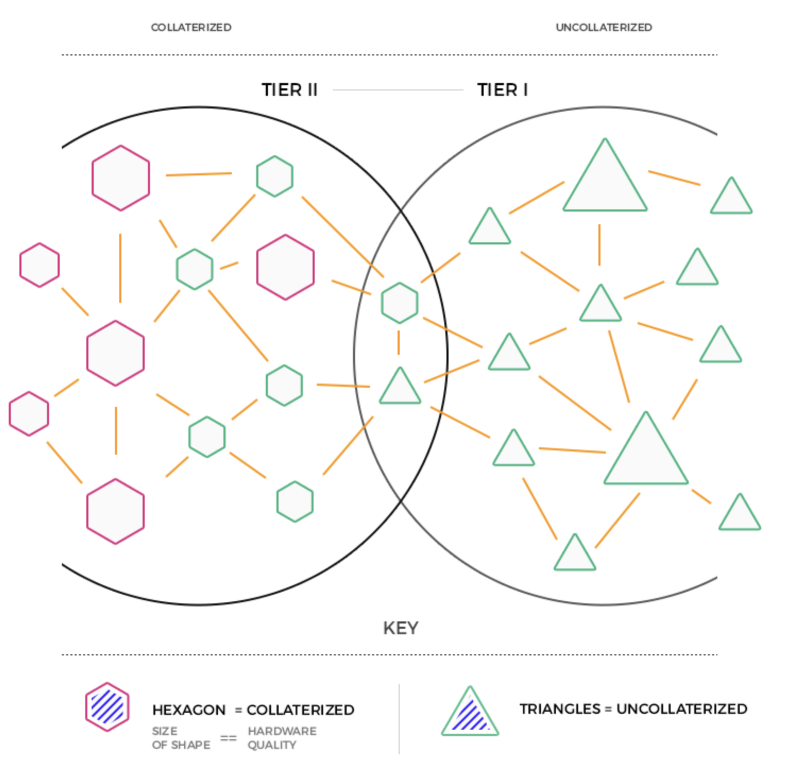 COLLATERIZED
UNCOLLATERIZED
TIER II
TIER I
KEY
HEXAGON = COLLATERIZED
SIZE OF SHAPE == HARDWARE QUALITY
TRIANGLES = UNCOLLATERIZED